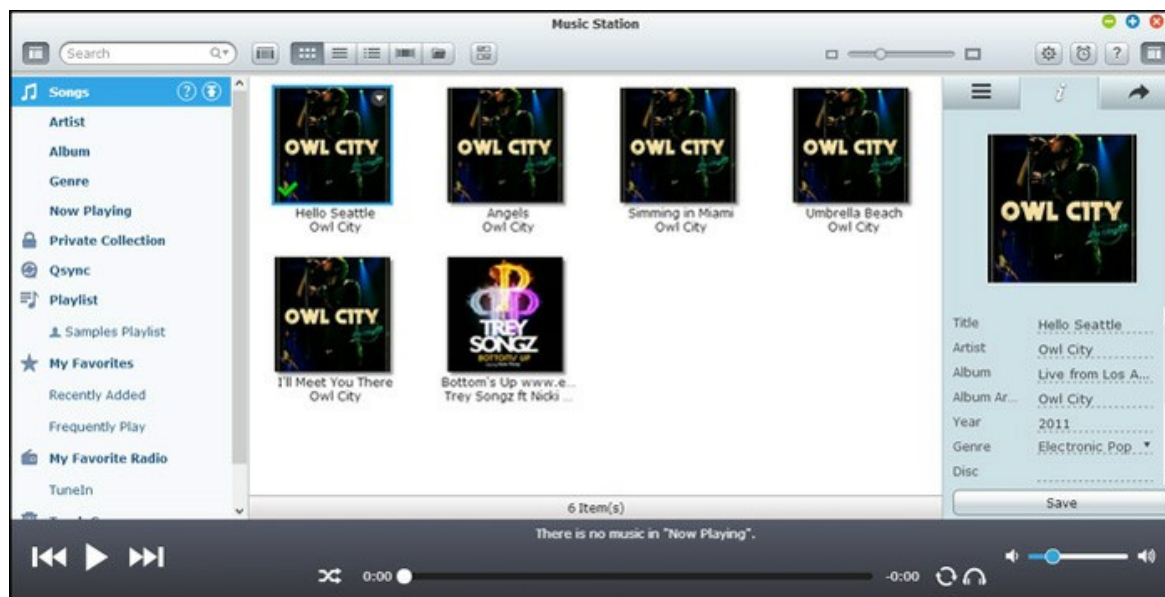 Music Station
Search
Songs
Artist
Album
Genre
Now Playing
Private Collection
Qsync
Playlist
Samples Playlist
My Favorites
Recently Added
Frequently Play
My Favorite Radio
TuneIn
OWL CITY
Hello Seattle
Owl City
OWL CITY
Angels
Owl City
OWL CITY
Simming in Miami
Owl City
OWL CITY
Umbrella Beach
Owl City
OWL CITY
I'll Meet You There
Owl City
TREY
SONGZ
BOTTOMS UP
Bottom's Up www.e...
Trey Songz ft Nicki ...
6 Item(s)
OWL CITY
Title Hello Seattle
Artist Owl City
Album Live from Los A...
Album Ar... Owl City
Year 2011
Genre Electronic Pop
Disc
Save
There is no music in "Now Playing".
0:00 -0:00